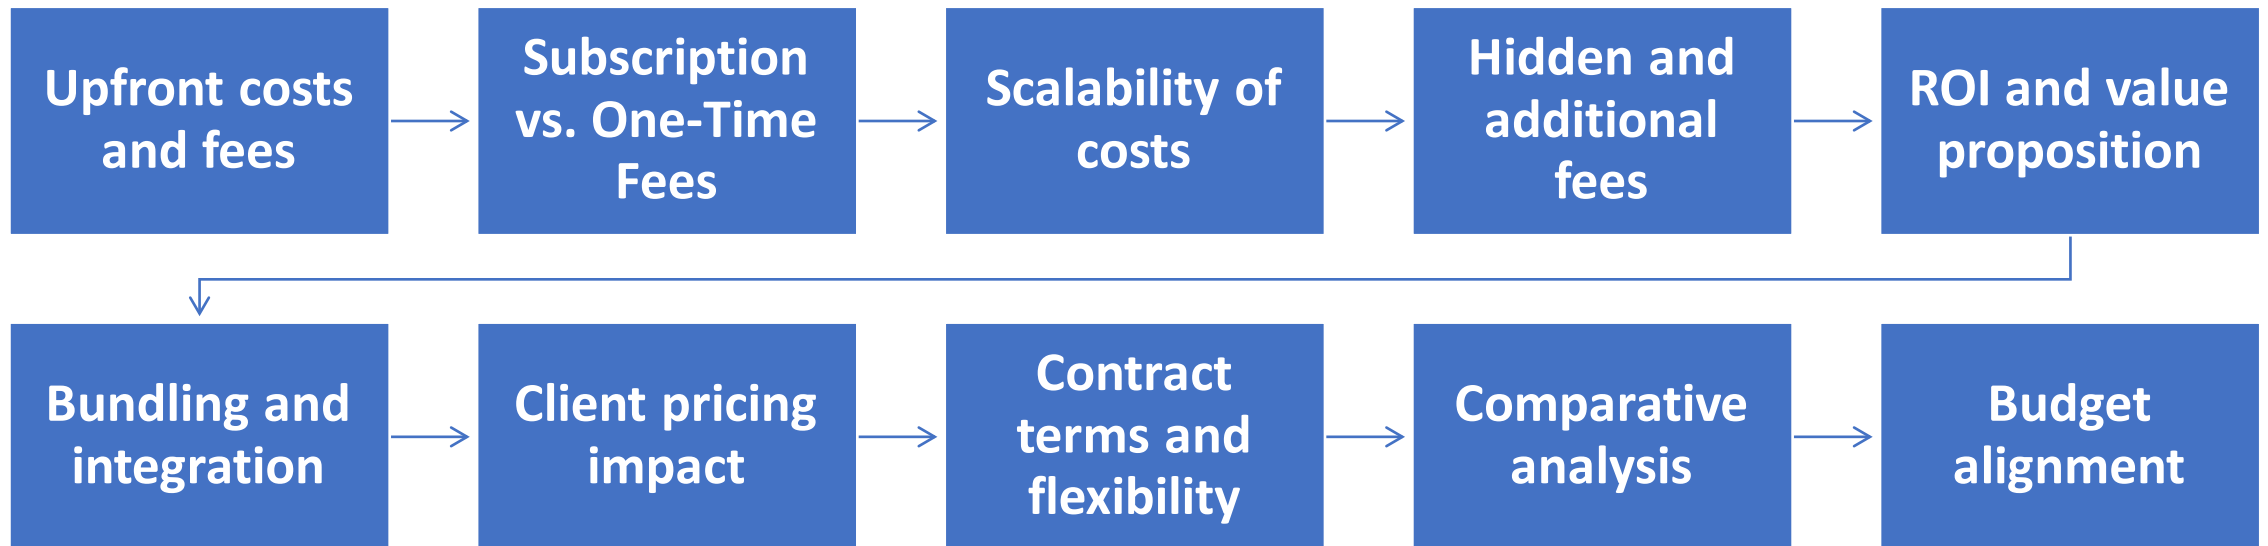 Upfront costs
and fees
Subscription
vs. One-Time
Fees
Scalability of
costs
Hidden and
additional
fees
ROI and value
proposition
Bundling and
integration
Client pricing
impact
Contract
terms and
flexibility
Comparative
analysis
Budget
alignment